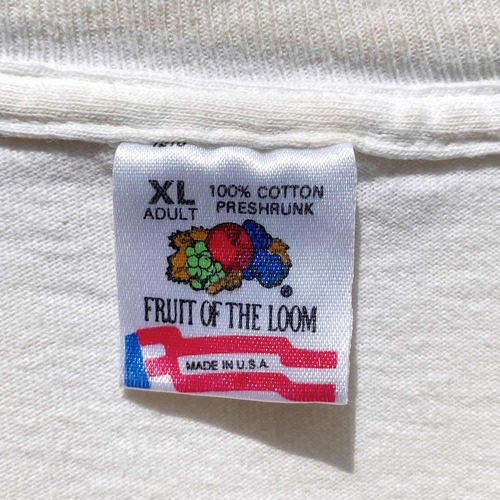 XL 100% COTTON
ADULT PRESHRUNK
®
FRUIT OF THE LOOM
MADE IN U.S.A.